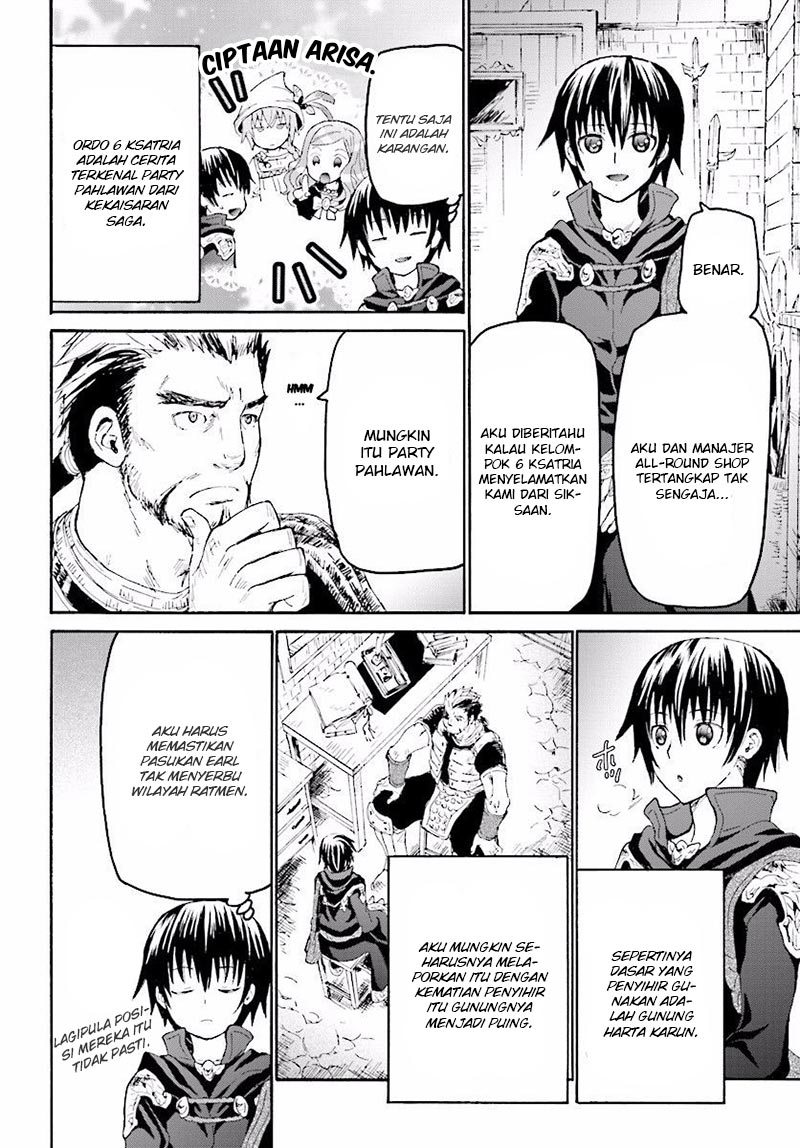 BENAR.
AKU DAN MANAJER
ALL-ROUND SHOP
TERTANGKAP TAK
SENGAJA...
AKU DIBERITAHU
KALAU KELOM-
POK 6 KSATRIA
MENYELAMATKAN
KAMI DARI SIK-
SAAN.
TENTU SAJA
INI ADALAH
KARANGAN.
CIPTAAN ARISA.
ORDO 6 KSATRIA
ADALAH CERITA
TERKENAL PARTY
PAHLAWAN DARI
KEKAISARAN
SAGA.
HMM
...
MUNGKIN
ITU PARTY
PAHLAWAN.
ホ
SEPERTINYA
DASAR YANG
PENYIHIR GU-
NAKAN ADA-
LAH GUNUNG
HARTA KARUN.
AKU MUNGKIN SE-
HARUSNYA MELA-
PORKAN ITU DENGAN
KEMATIAN PENYIHIR
ITU GUNUNGNYA
MENJADI PUING.
AKU HARUS
MEMASTIKAN
PASUKAN EARL
TAK MENYERBU
WILAYAH RATMEN.
LAGIPULA POSI-
SI MEREKA ITU
TIDAK PASTI.